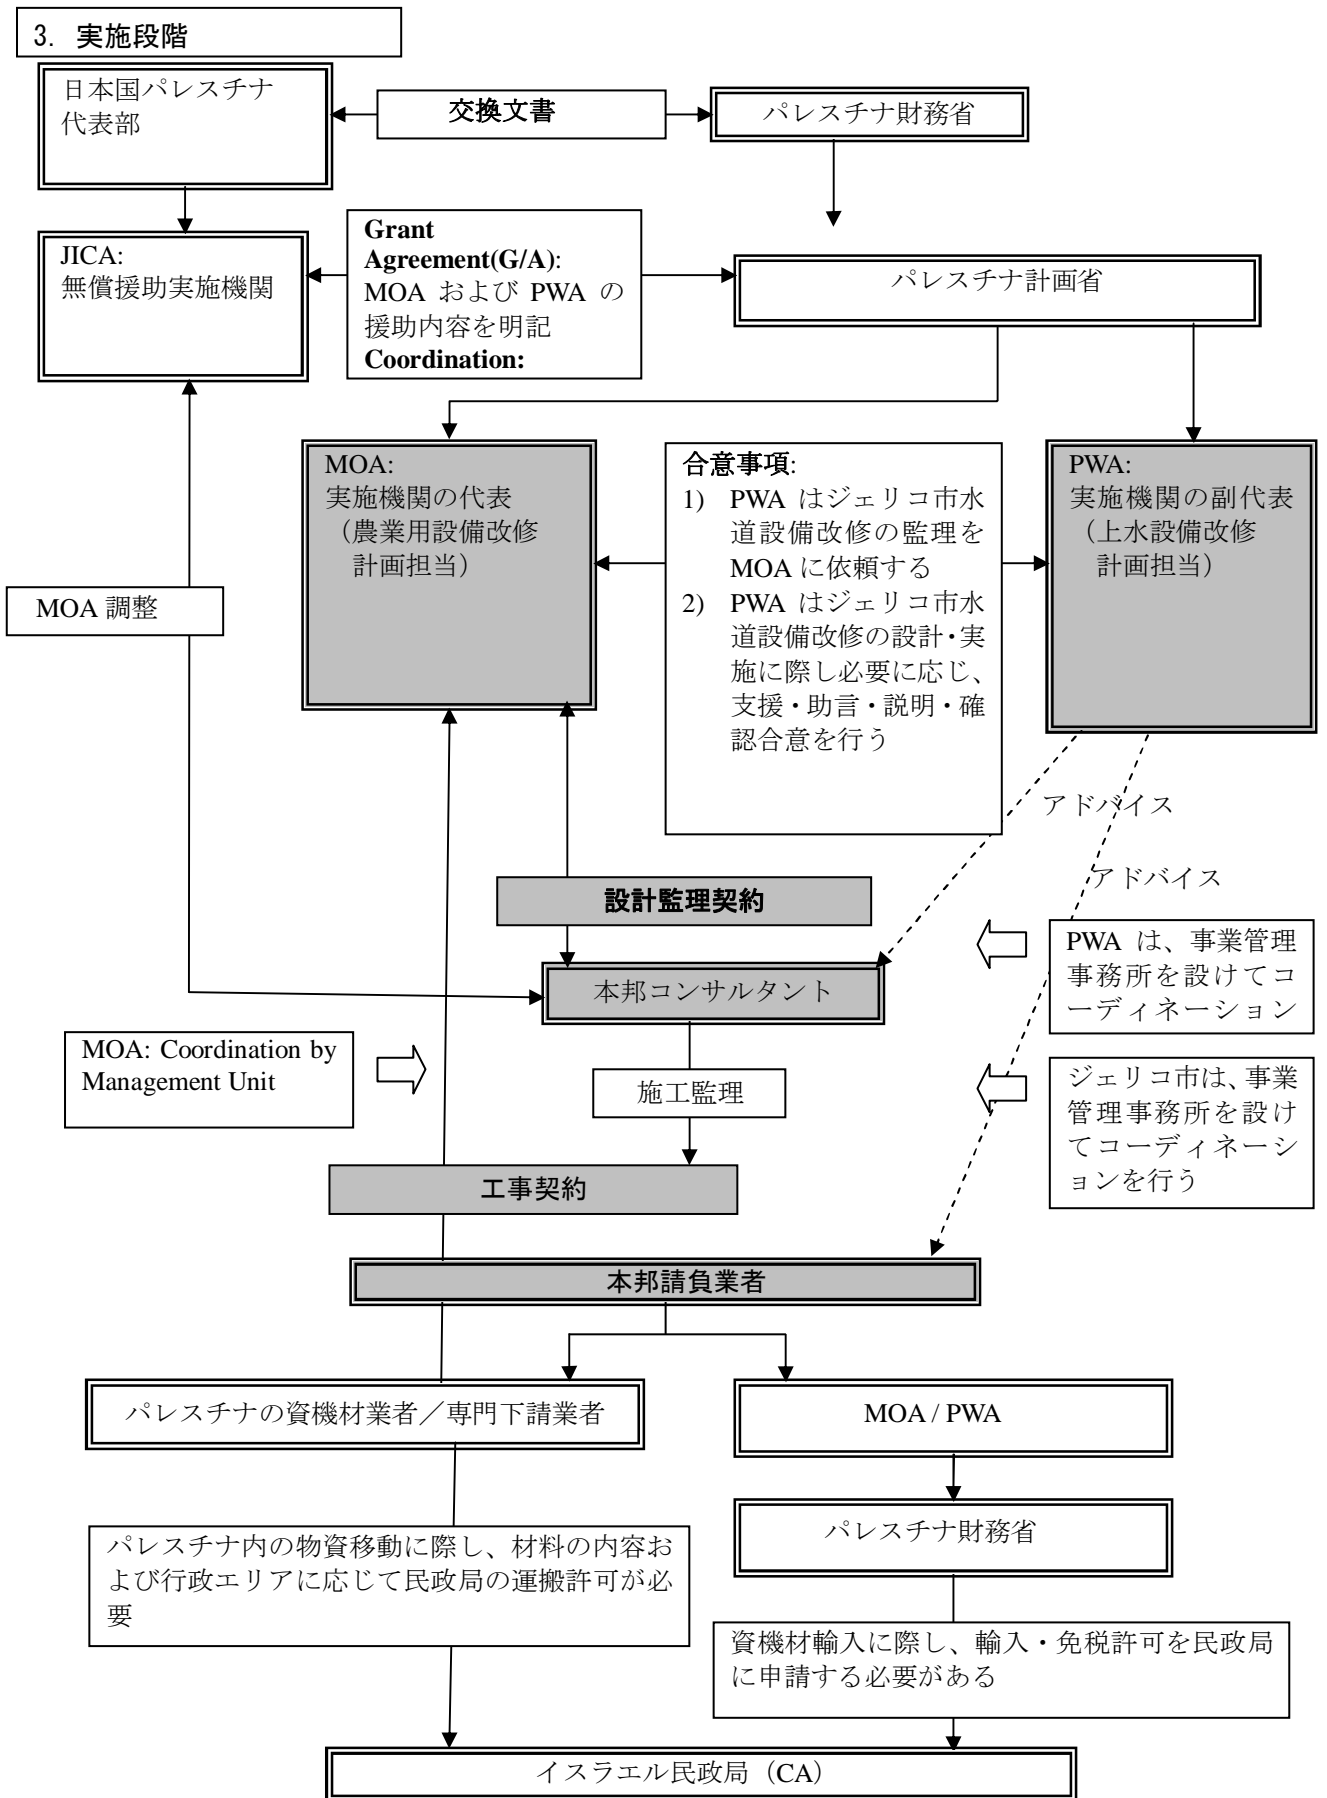 3. 実施段階
日本国パレスチナ
代表部
交換文書
パレスチナ財務省
JICA:
無償援助実施機関
Grant
Agreement(G/A):
MOA および PWA の
援助内容を明記
Coordination:
パレスチナ計画省
MOA:
実施機関の代表
（農業用設備改修
計画担当）
合意事項:
1) PWA はジェリコ市水
道設備改修の監理を
MOA に依頼する
2) PWA はジェリコ市水
道設備改修の設計・実
施に際し必要に応じ、
支援・助言・説明・確
認合意を行う
PWA:
実施機関の副代表
（上水設備改修
計画担当）
MOA 調整
アドバイス
アドバイス
設計監理契約
PWA は、事業管理
事務所を設けてコ
ーディネーション
本邦コンサルタント
MOA: Coordination by
Management Unit
施工監理
ジェリコ市は、事業
管理事務所を設け
てコーディネーシ
ョンを行う
工事契約
本邦請負業者
パレスチナの資機材業者／専門下請業者
MOA / PWA
パレスチナ財務省
パレスチナ内の物資移動に際し、材料の内容お
よび行政エリアに応じて民政局の運搬許可が必
要
資機材輸入に際し、輸入・免税許可を民政局
に申請する必要がある
イスラエル民政局（CA）